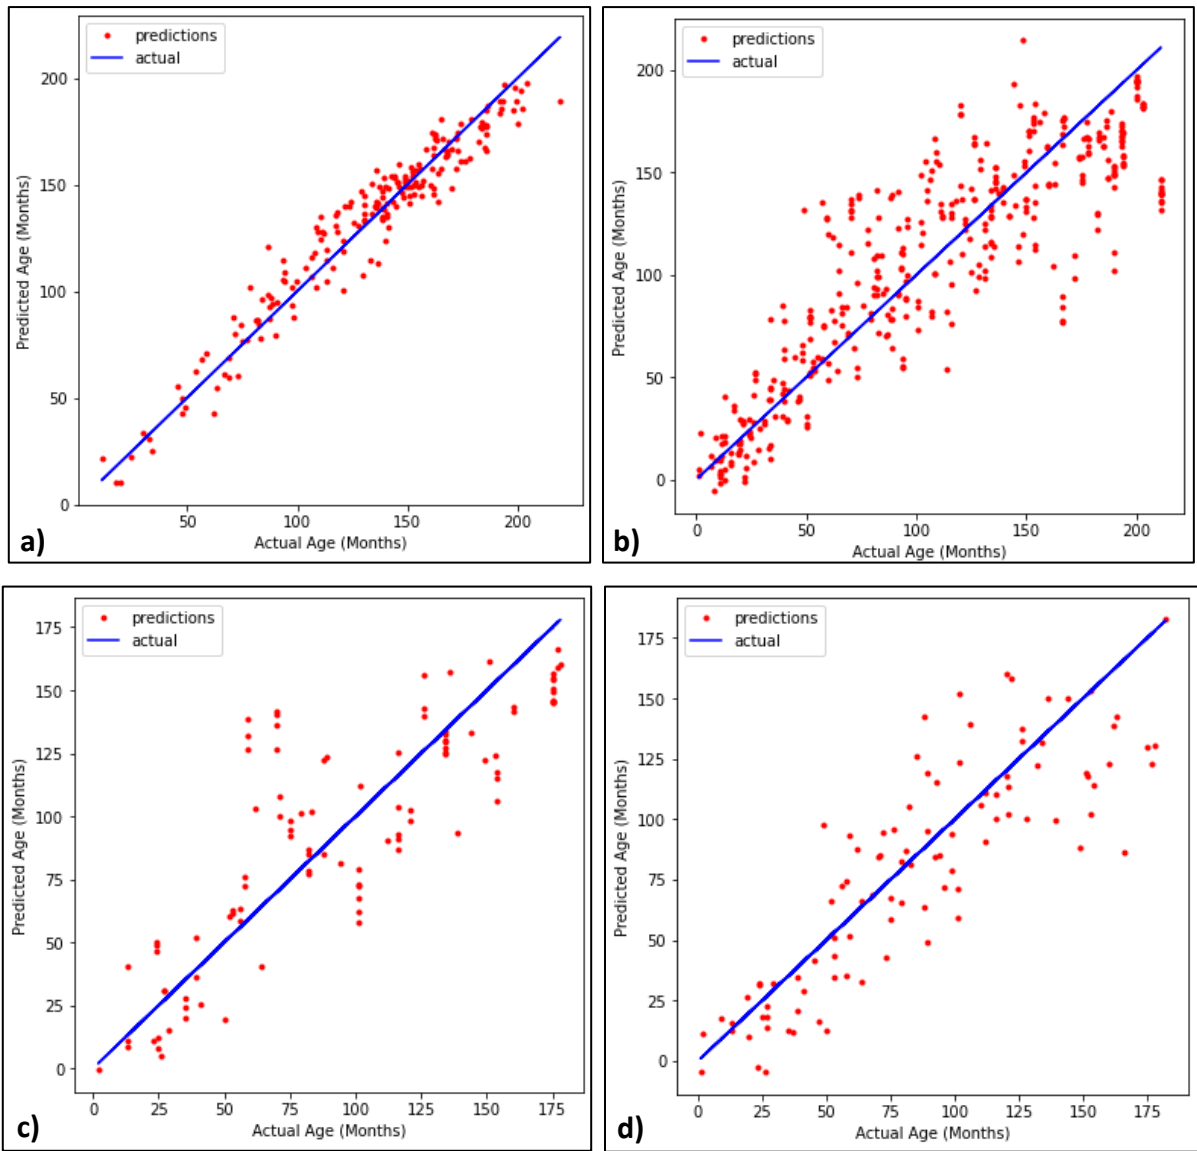 predictions
actual
200
150
100
50
0
Predicted Age (Months)
50 100 150 200
Actual Age (Months)
a)
predictions
actual
200
150
100
50
0
Predicted Age (Months)
0 50 100 150 200
Actual Age (Months)
b)
predictions
actual
175
150
125
100
75
50
25
0
Predicted Age (Months)
0 25 50 75 100 125 150 175
Actual Age (Months)
c)
predictions
actual
175
150
125
100
75
50
25
0
Predicted Age (Months)
0 25 50 75 100 125 150 175
Actual Age (Months)
d)